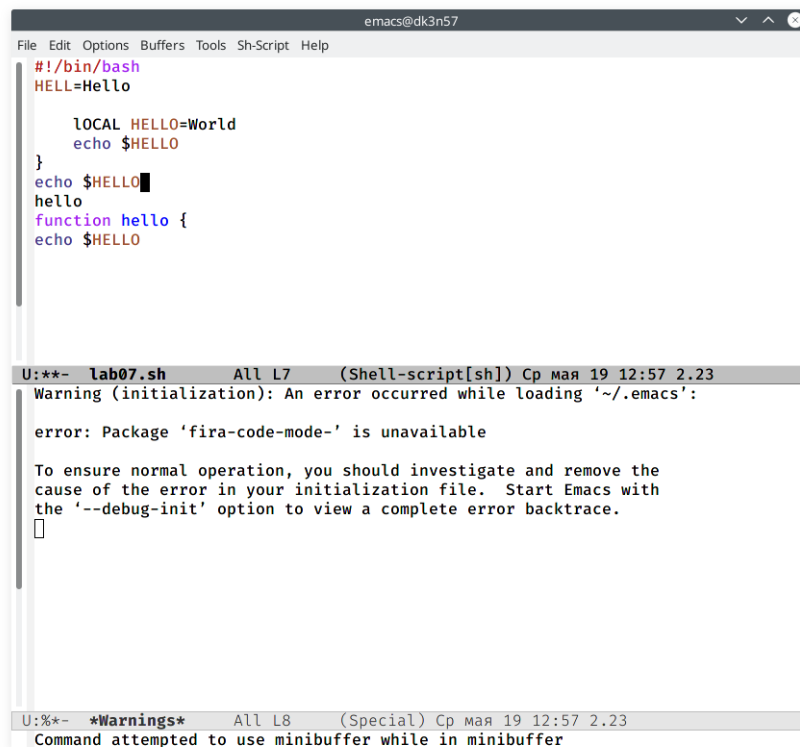 emacs@dk3n57
File Edit Options Buffers Tools Sh-Script Help
#!/bin/bash
HELL=Hello
lOCAL HELLO=World
echo $HELLO
}
echo $HELLO
hello
function hello {
echo $HELLO
U:**- lab07.sh All L7 (Shell-script[sh]) Ср мая 19 12:57 2.23
Warning (initialization): An error occurred while loading ‘~/.emacs’:
error: Package ‘fira-code-mode-’ is unavailable
To ensure normal operation, you should investigate and remove the
cause of the error in your initialization file. Start Emacs with
the ‘--debug-init’ option to view a complete error backtrace.
U:%*- *Warnings* All L8 (Special) Ср мая 19 12:57 2.23
Command attempted to use minibuffer while in minibuffer